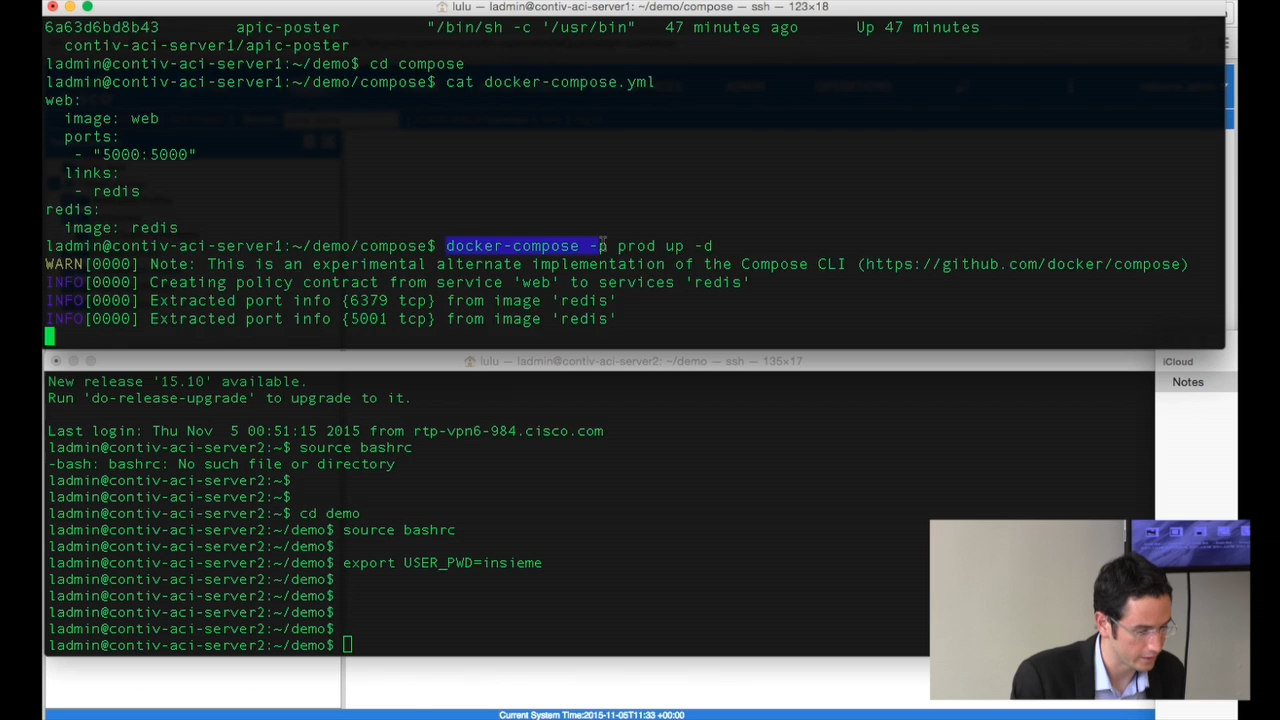 lulu — ladmin@contiv-aci-server1: ~/demo/compose — ssh — 123×18
6a63d6bd8b43 apic-poster "/bin/sh -c '/usr/bin" 47 minutes ago Up 47 minutes
contiv-aci-server1/apic-poster
ladmin@contiv-aci-server1:~/demo$ cd compose
ladmin@contiv-aci-server1:~/demo/compose$ cat docker-compose.yml
web:
image: web
ports:
- "5000:5000"
links:
- redis
redis:
image: redis
ladmin@contiv-aci-server1:~/demo/compose$ docker-compose -p prod up -d
WARN[0000] Note: This is an experimental alternate implementation of the Compose CLI (https://github.com/docker/compose)
INFO[0000] Creating policy contract from service 'web' to services 'redis'
INFO[0000] Extracted port info {6379 tcp} from image 'redis'
INFO[0000] Extracted port info {5001 tcp} from image 'redis'
lulu — ladmin@contiv-aci-server2: ~/demo — ssh — 135×17
iCloud
Notes
New release '15.10' available.
Run 'do-release-upgrade' to upgrade to it.
Last login: Thu Nov 5 00:51:15 2015 from rtp-vpn6-984.cisco.com
ladmin@contiv-aci-server2:~$ source bashrc
-bash: bashrc: No such file or directory
ladmin@contiv-aci-server2:~$
ladmin@contiv-aci-server2:~$
ladmin@contiv-aci-server2:~$ cd demo
ladmin@contiv-aci-server2:~/demo$ source bashrc
ladmin@contiv-aci-server2:~/demo$
ladmin@contiv-aci-server2:~/demo$ export USER_PWD=insieme
ladmin@contiv-aci-server2:~/demo$
ladmin@contiv-aci-server2:~/demo$
ladmin@contiv-aci-server2:~/demo$
ladmin@contiv-aci-server2:~/demo$
ladmin@contiv-aci-server2:~/demo$
Current System Time:2015-11-05T11:33 +00:00